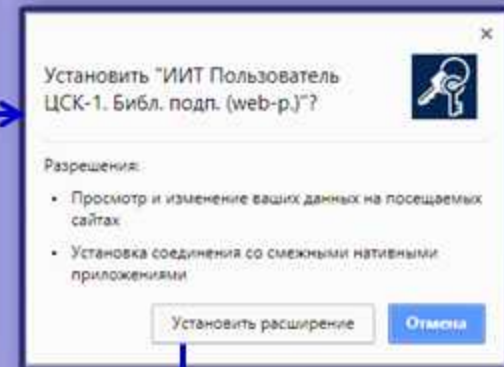 Установить "ИИТ Пользователь
ЦСК-1. Библ. подп. (web-р.)"?
Разрешения:
• Просмотр и изменение ваших данных на посещаемых
сайтах
• Установка соединения со смежными нативными
приложениями
Установить расширение
Отмена